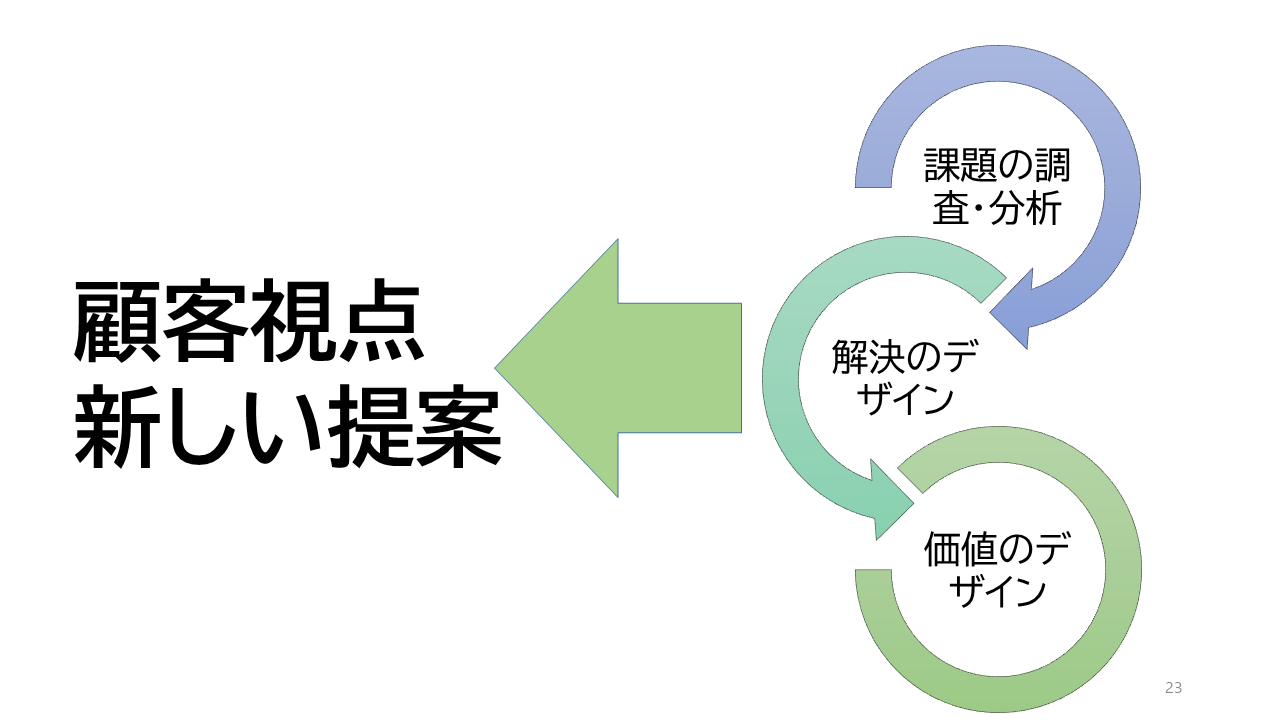 顧客視点
新しい提案
課題の調
査・分析
解決のデ
ザイン
価値のデ
ザイン
23